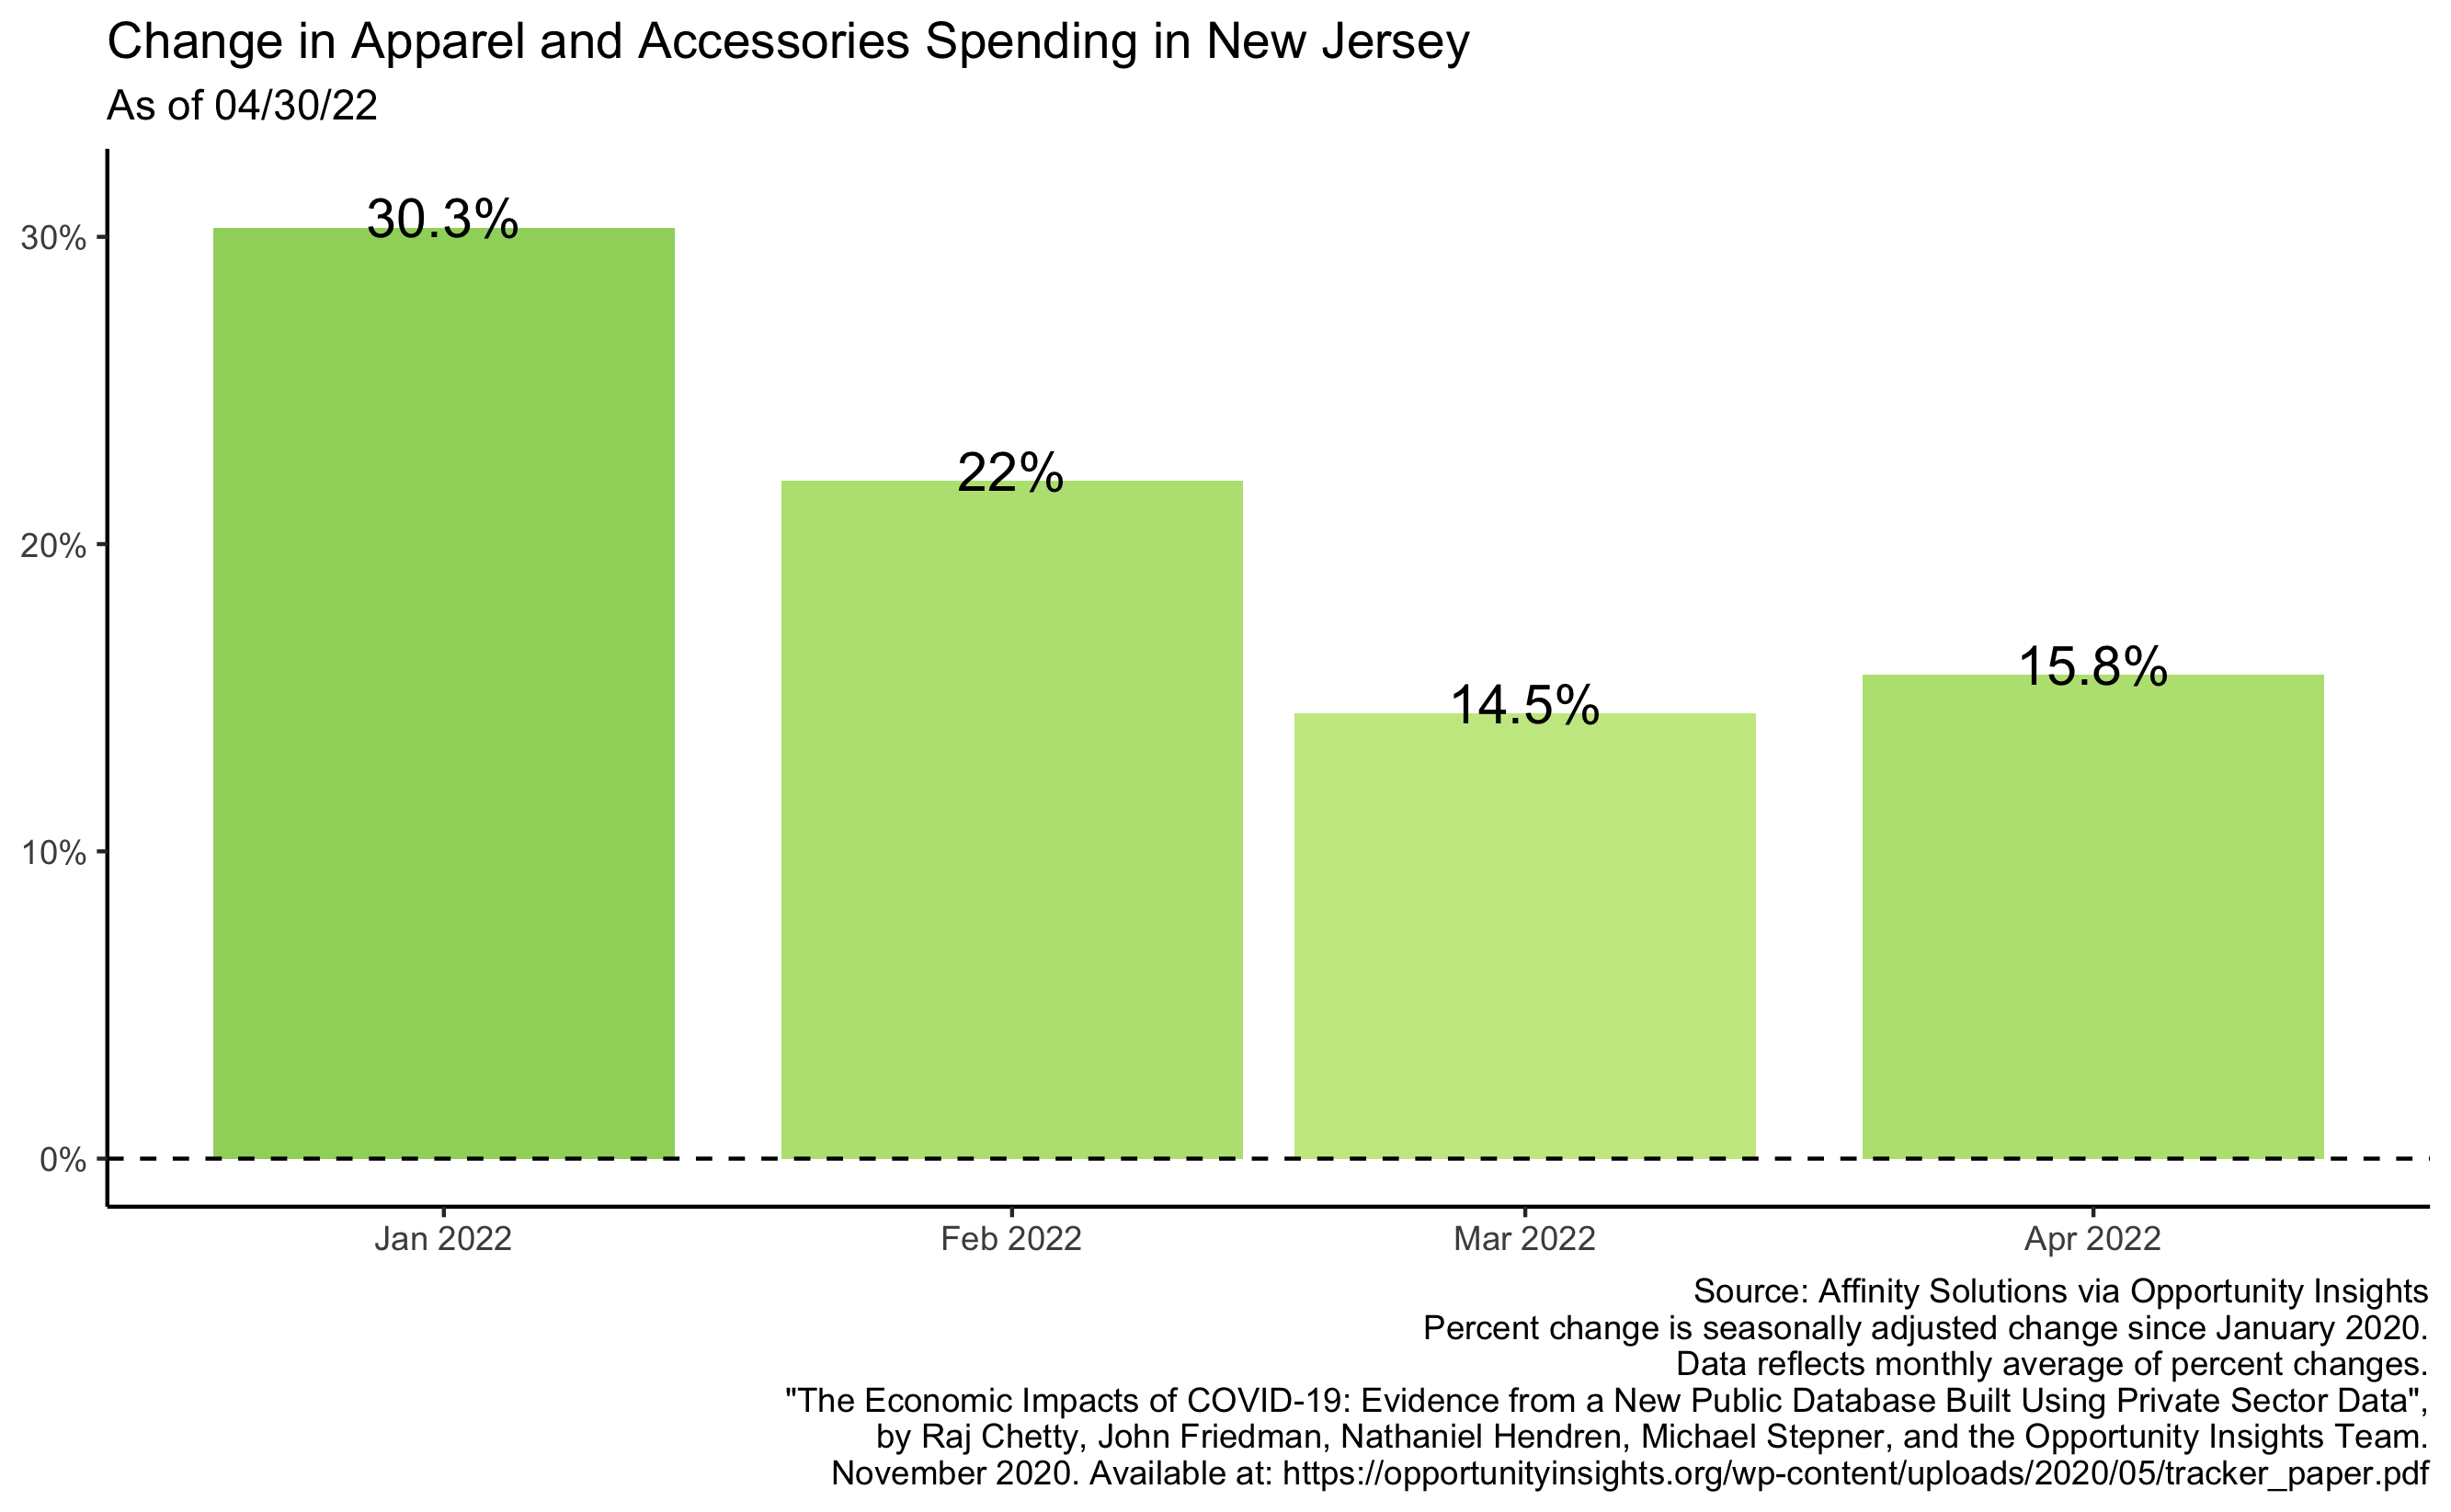 Change in Apparel and Accessories Spending in New Jersey
As of 04/30/22
30.3%
22%
14.5%
15.8%
30%
20%
10%
0%
Jan 2022
Feb 2022
Mar 2022
Apr 2022
Source: Affinity Solutions via Opportunity Insights
Percent change is seasonally adjusted change since January 2020.
Data reflects monthly average of percent changes.
"The Economic Impacts of COVID-19: Evidence from a New Public Database Built Using Private Sector Data",
by Raj Chetty, John Friedman, Nathaniel Hendren, Michael Stepner, and the Opportunity Insights Team.
November 2020. Available at: https://opportunityinsights.org/wp-content/uploads/2020/05/tracker_paper.pdf